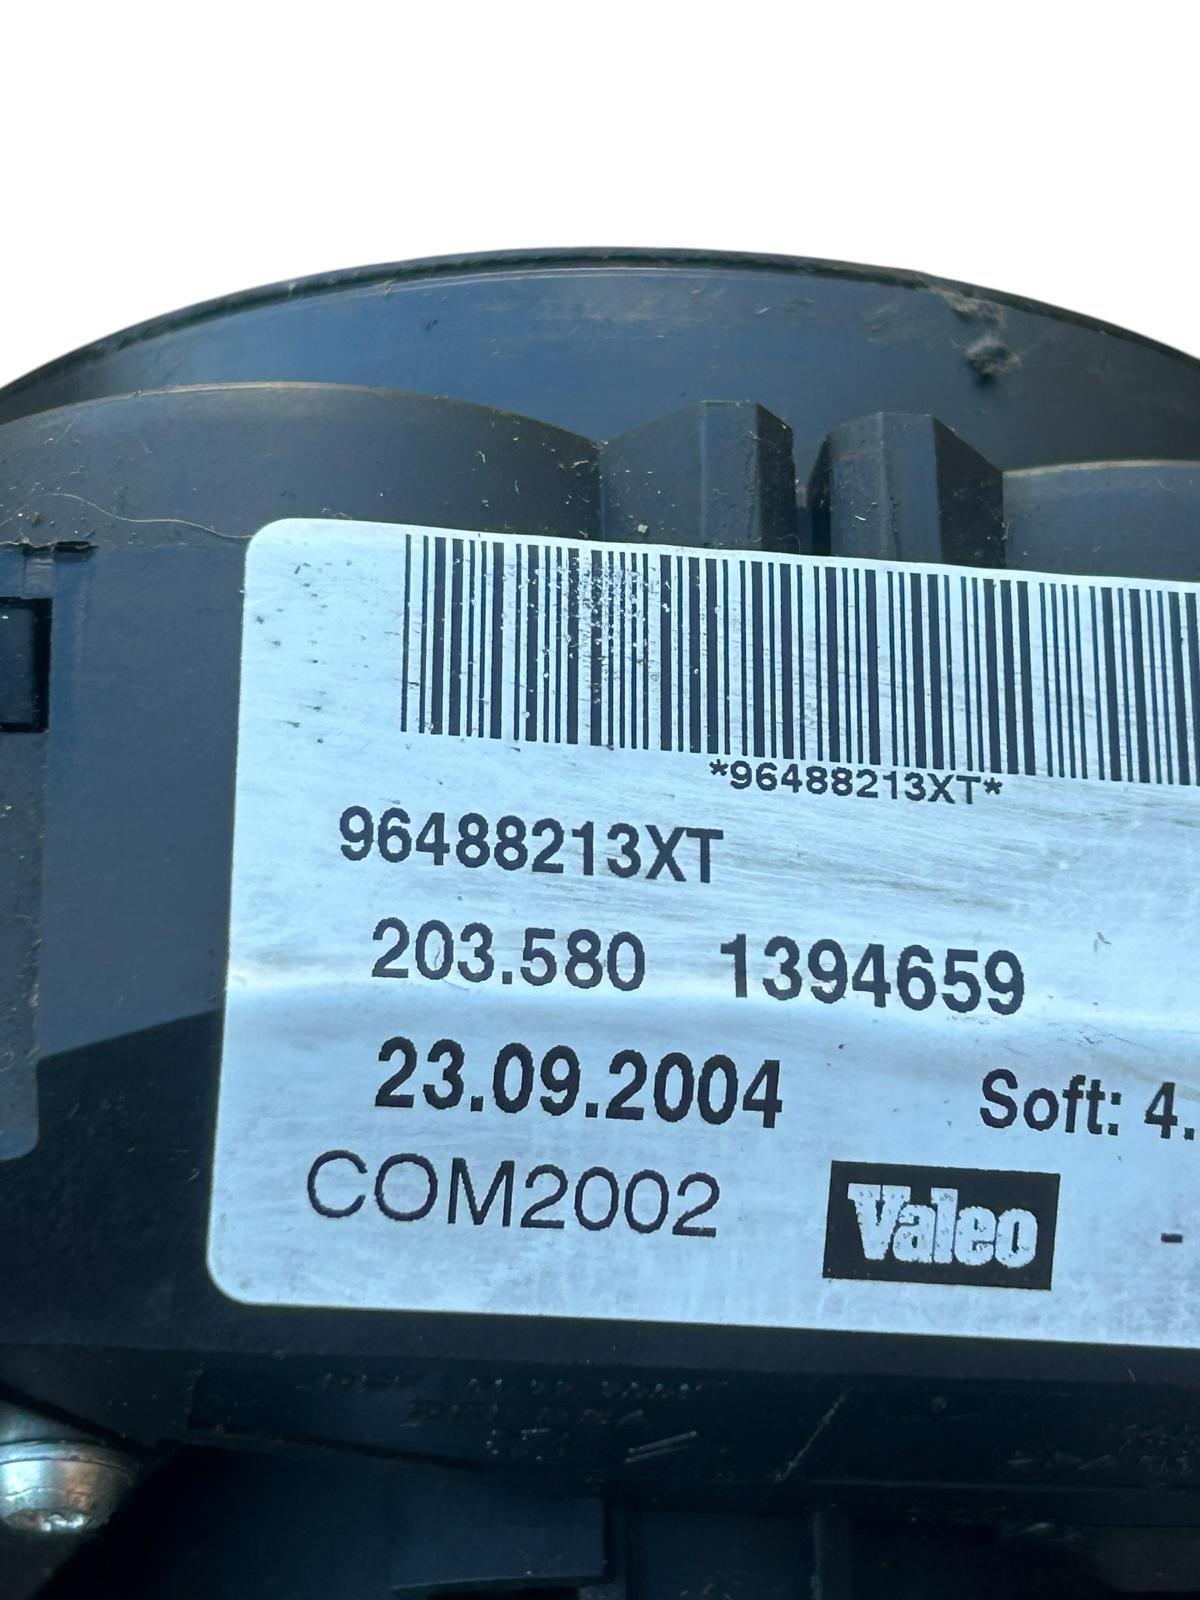 *96488213XT*
96488213XT
203.580 1394659
23.09.2004 Soft: 4.
COM2002 Valeo -